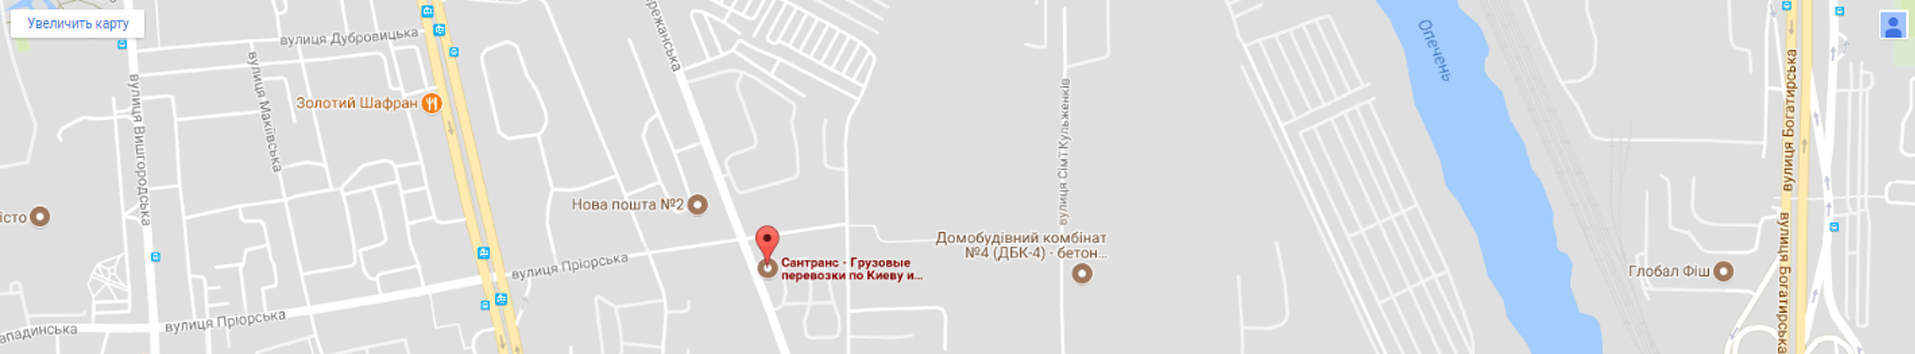 Увеличить карту
вулиця Дубровицька
вулиця Макіївська
вулиця Вишгородська
Золотий Шафран
Нова пошта №2
вулиця Пріорська
вулиця Пріорська
Сантранс - Грузовые
перевозки по Киеву и...
Домобудівний комбінат
№4 (ДБК-4) - бетон...
вулиця Сім'ї Кульженків
Опечень
вулиця Богатирська
вулиця Богатирська
Глобал Фіш